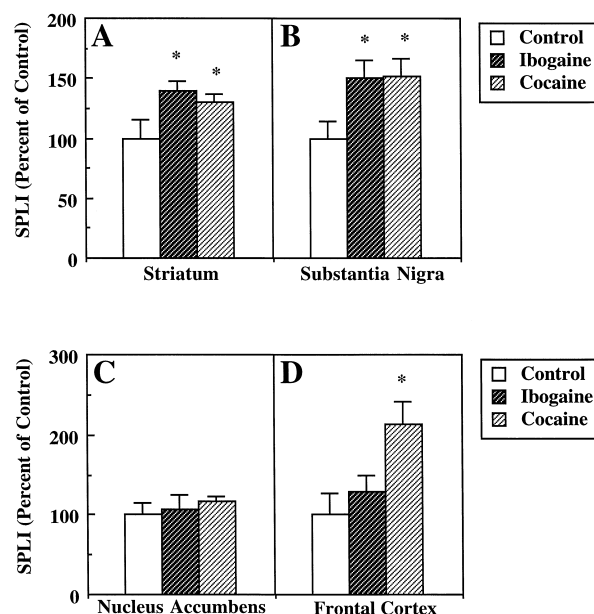 A
B
*
*
*
*
200
150
100
50
0
SPLI (Percent of Control)
Striatum
Substantia Nigra
Control
Ibogaine
Cocaine
C
D
*
300
200
100
0
SPLI (Percent of Control)
Nucleus Accumbens
Frontal Cortex
Control
Ibogaine
Cocaine